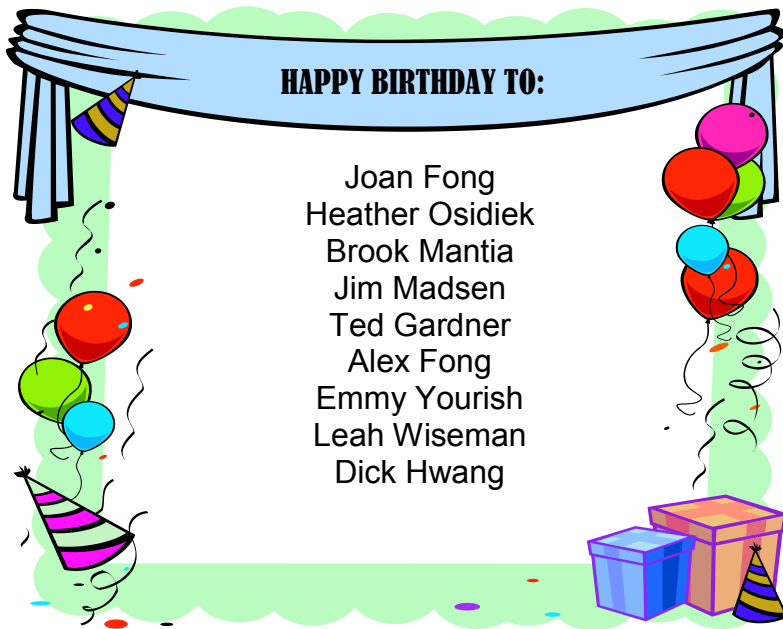 HAPPY BIRTHDAY TO:
Joan Fong
Heather Osidiek
Brook Mantia
Jim Madsen
Ted Gardner
Alex Fong
Emmy Yourish
Leah Wiseman
Dick Hwang